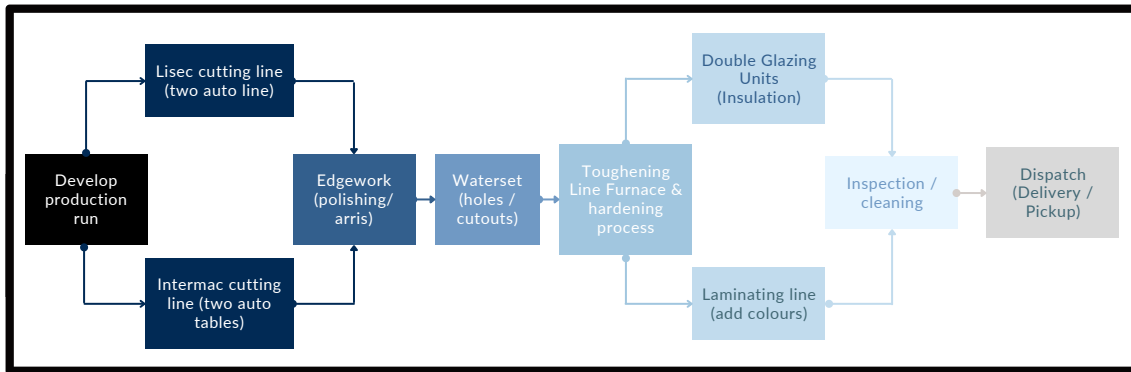 Develop
production
run
Lisec cutting line
(two auto line)
Intermac cutting
line (two auto
tables)
Edgework
(polishing/
arris)
Waterset
(holes /
cutouts)
Toughening
Line Furnace &
hardening
process
Double Glazing
Units
(Insulation)
Laminating line
(add colours)
Inspection /
cleaning
Dispatch
(Delivery /
Pickup)